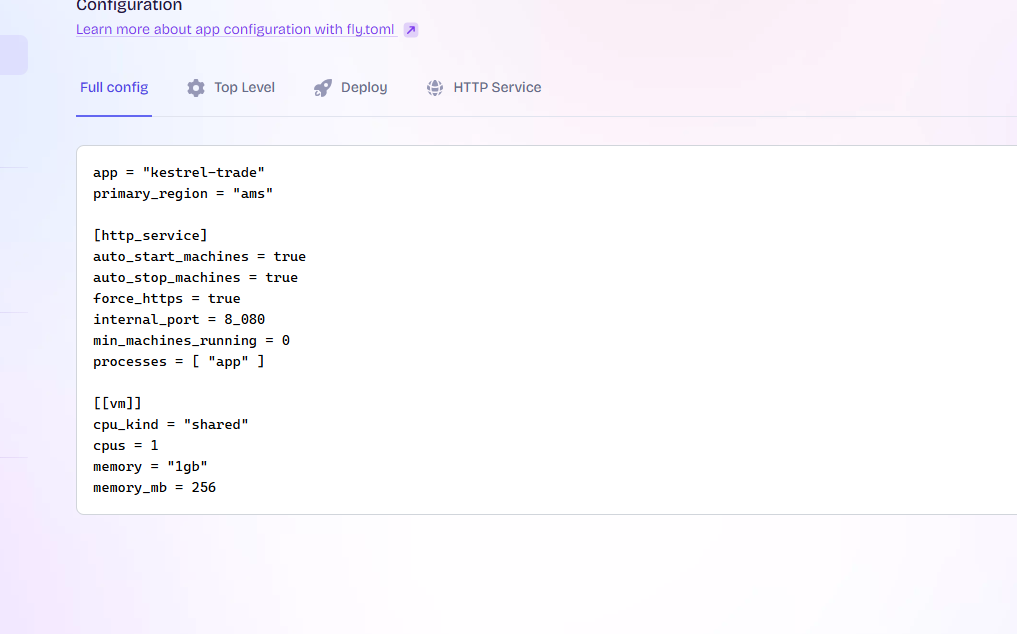 Configuration
Learn more about app configuration with fly.toml
Full config
Top Level
Deploy
HTTP Service
app = "kestrel-trade"
primary_region = "ams"
[http_service]
auto_start_machines = true
auto_stop_machines = true
force_https = true
internal_port = 8_080
min_machines_running = 0
processes = [ "app" ]
[[vm]]
cpu_kind = "shared"
cpus = 1
memory = "1gb"
memory_mb = 256